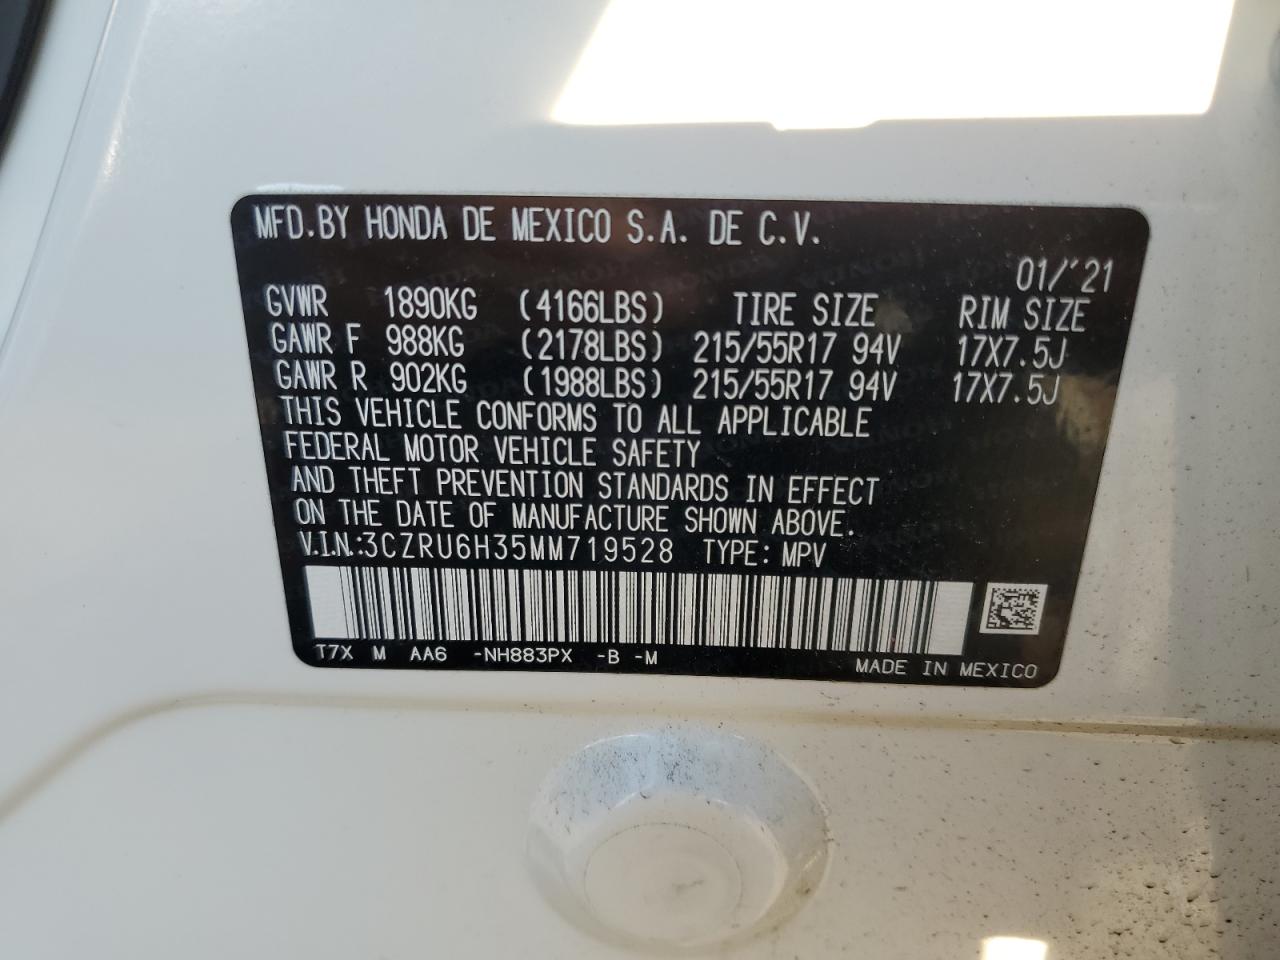 MFD.BY HONDA DE MEXICO S.A. DE C.V.
01/'21
GVWR 1890KG (4166LBS) TIRE SIZE RIM SIZE
GAWR F 988KG (2178LBS) 215/55R17 94V 17X7.5J
GAWR R 902KG (1988LBS) 215/55R17 94V 17X7.5J
THIS VEHICLE CONFORMS TO ALL APPLICABLE
FEDERAL MOTOR VEHICLE SAFETY
AND THEFT PREVENTION STANDARDS IN EFFECT
ON THE DATE OF MANUFACTURE SHOWN ABOVE.
V.I.N.:3CZRU6H35MM719528 TYPE: MPV
T7X M AA6 -NH883PX -B -M
MADE IN MEXICO